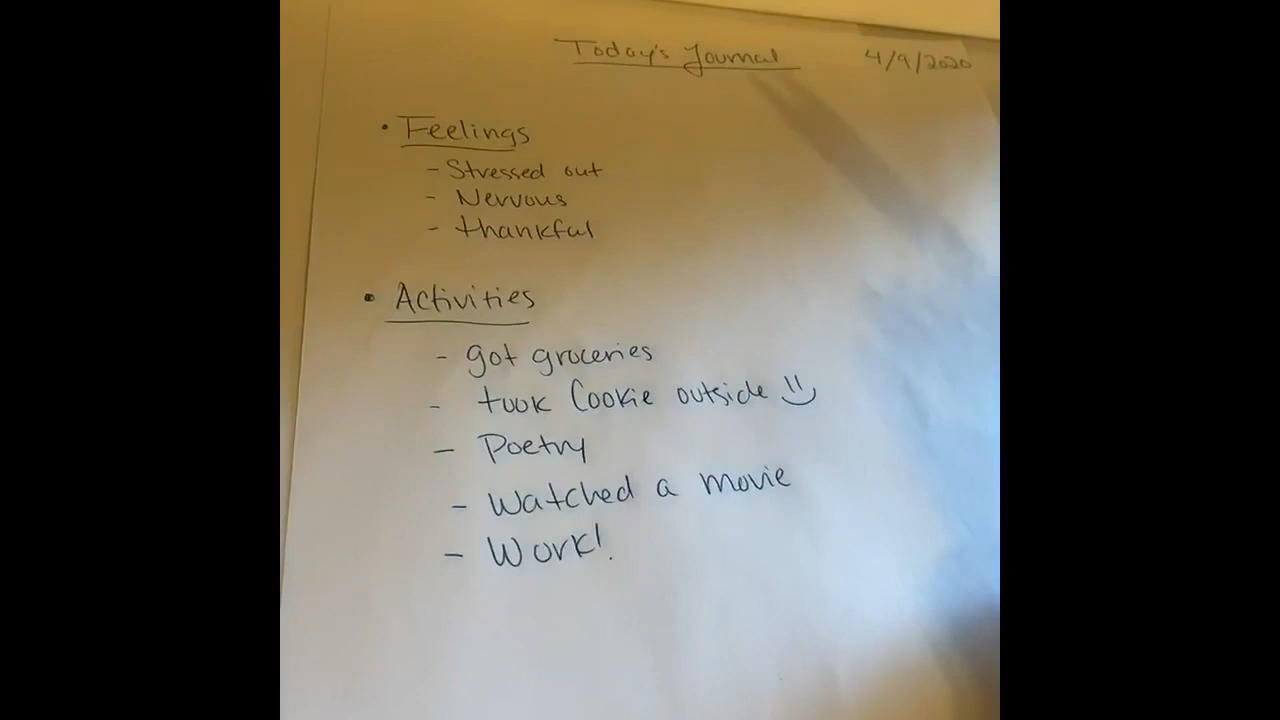 Today's Journal 4/9/2020
• Feelings
- Stressed out
- Nervous
- thankful
• Activities
- got groceries
- took Cookie outside
- Poetry
- Watched a movie
- Work!